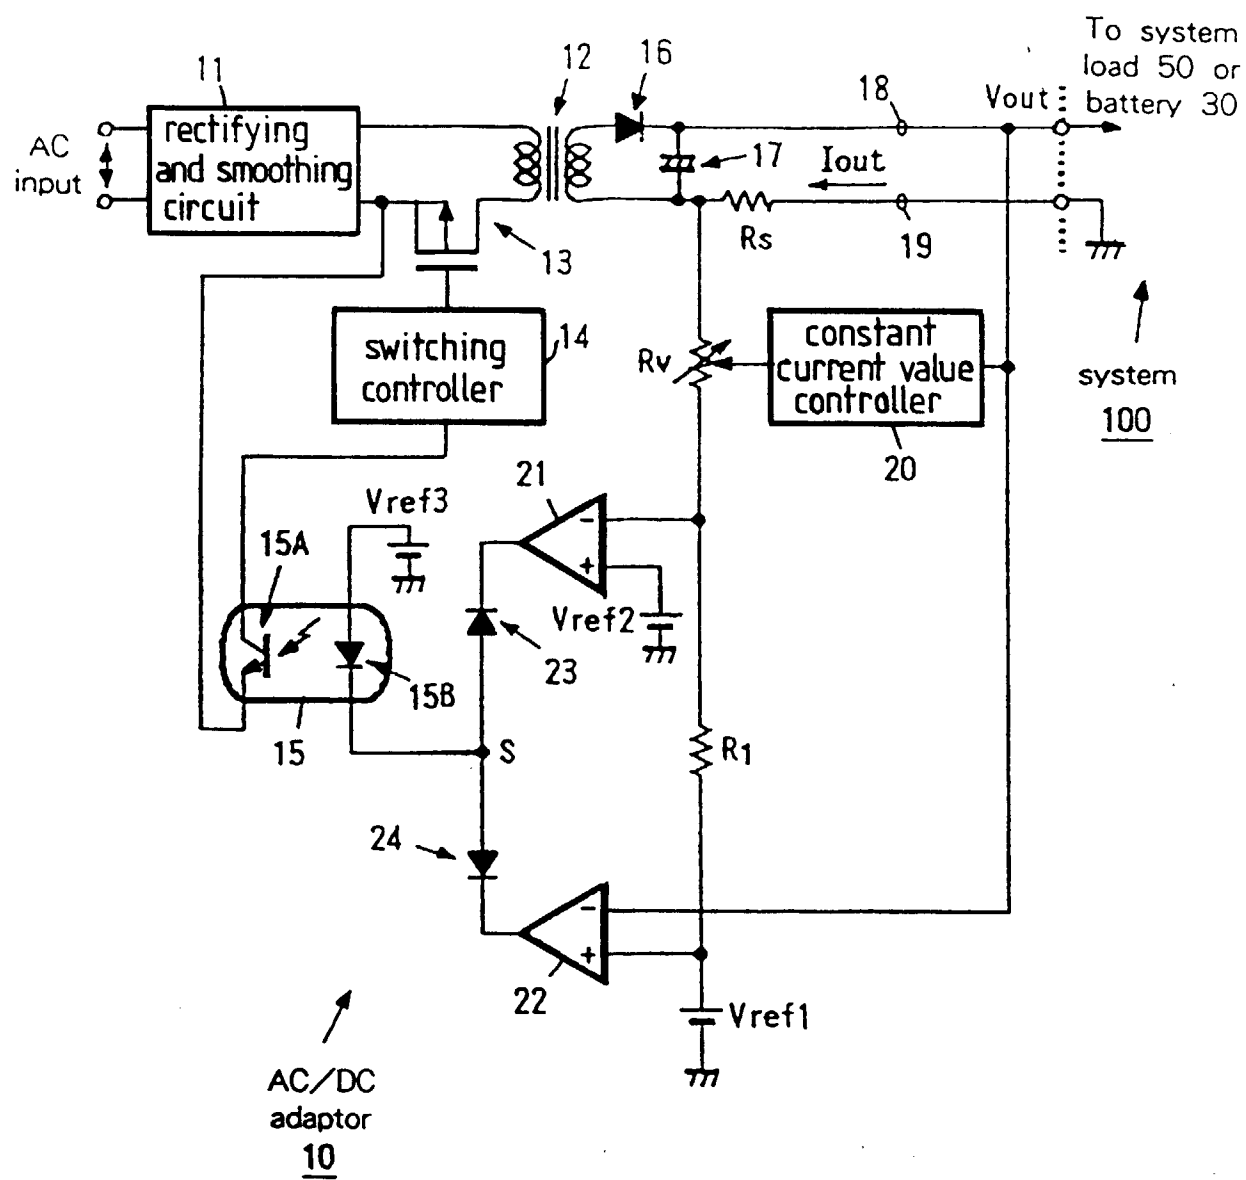 To system
load 50 or
battery 30
11
12
16
18
Vout
AC
input
rectifying
and smoothing
circuit
17
Iout
Rs
19
13
14
switching
controller
Rv
constant
current value
controller
20
system
100
21
Vref3
15A
-
+
Vref2
23
15B
15
S
R1
24
-
+
22
Vref1
AC/DC
adaptor
10